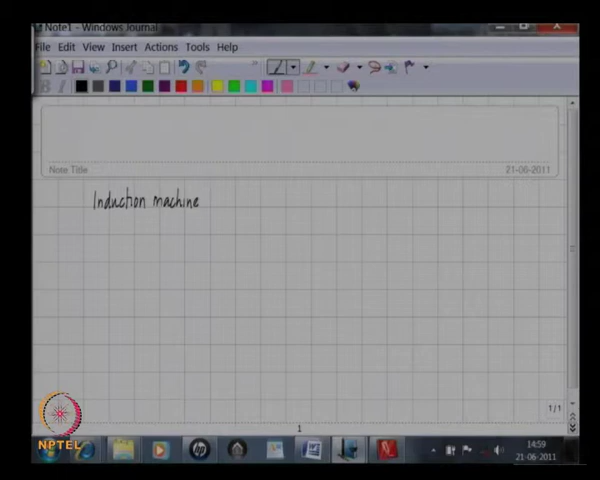 Note1 - Windows Journal
File Edit View Insert Actions Tools Help
B I
Note Title 21-06-2011
Induction machine
1/1
1
NPTEL
14:59
21-06-2011